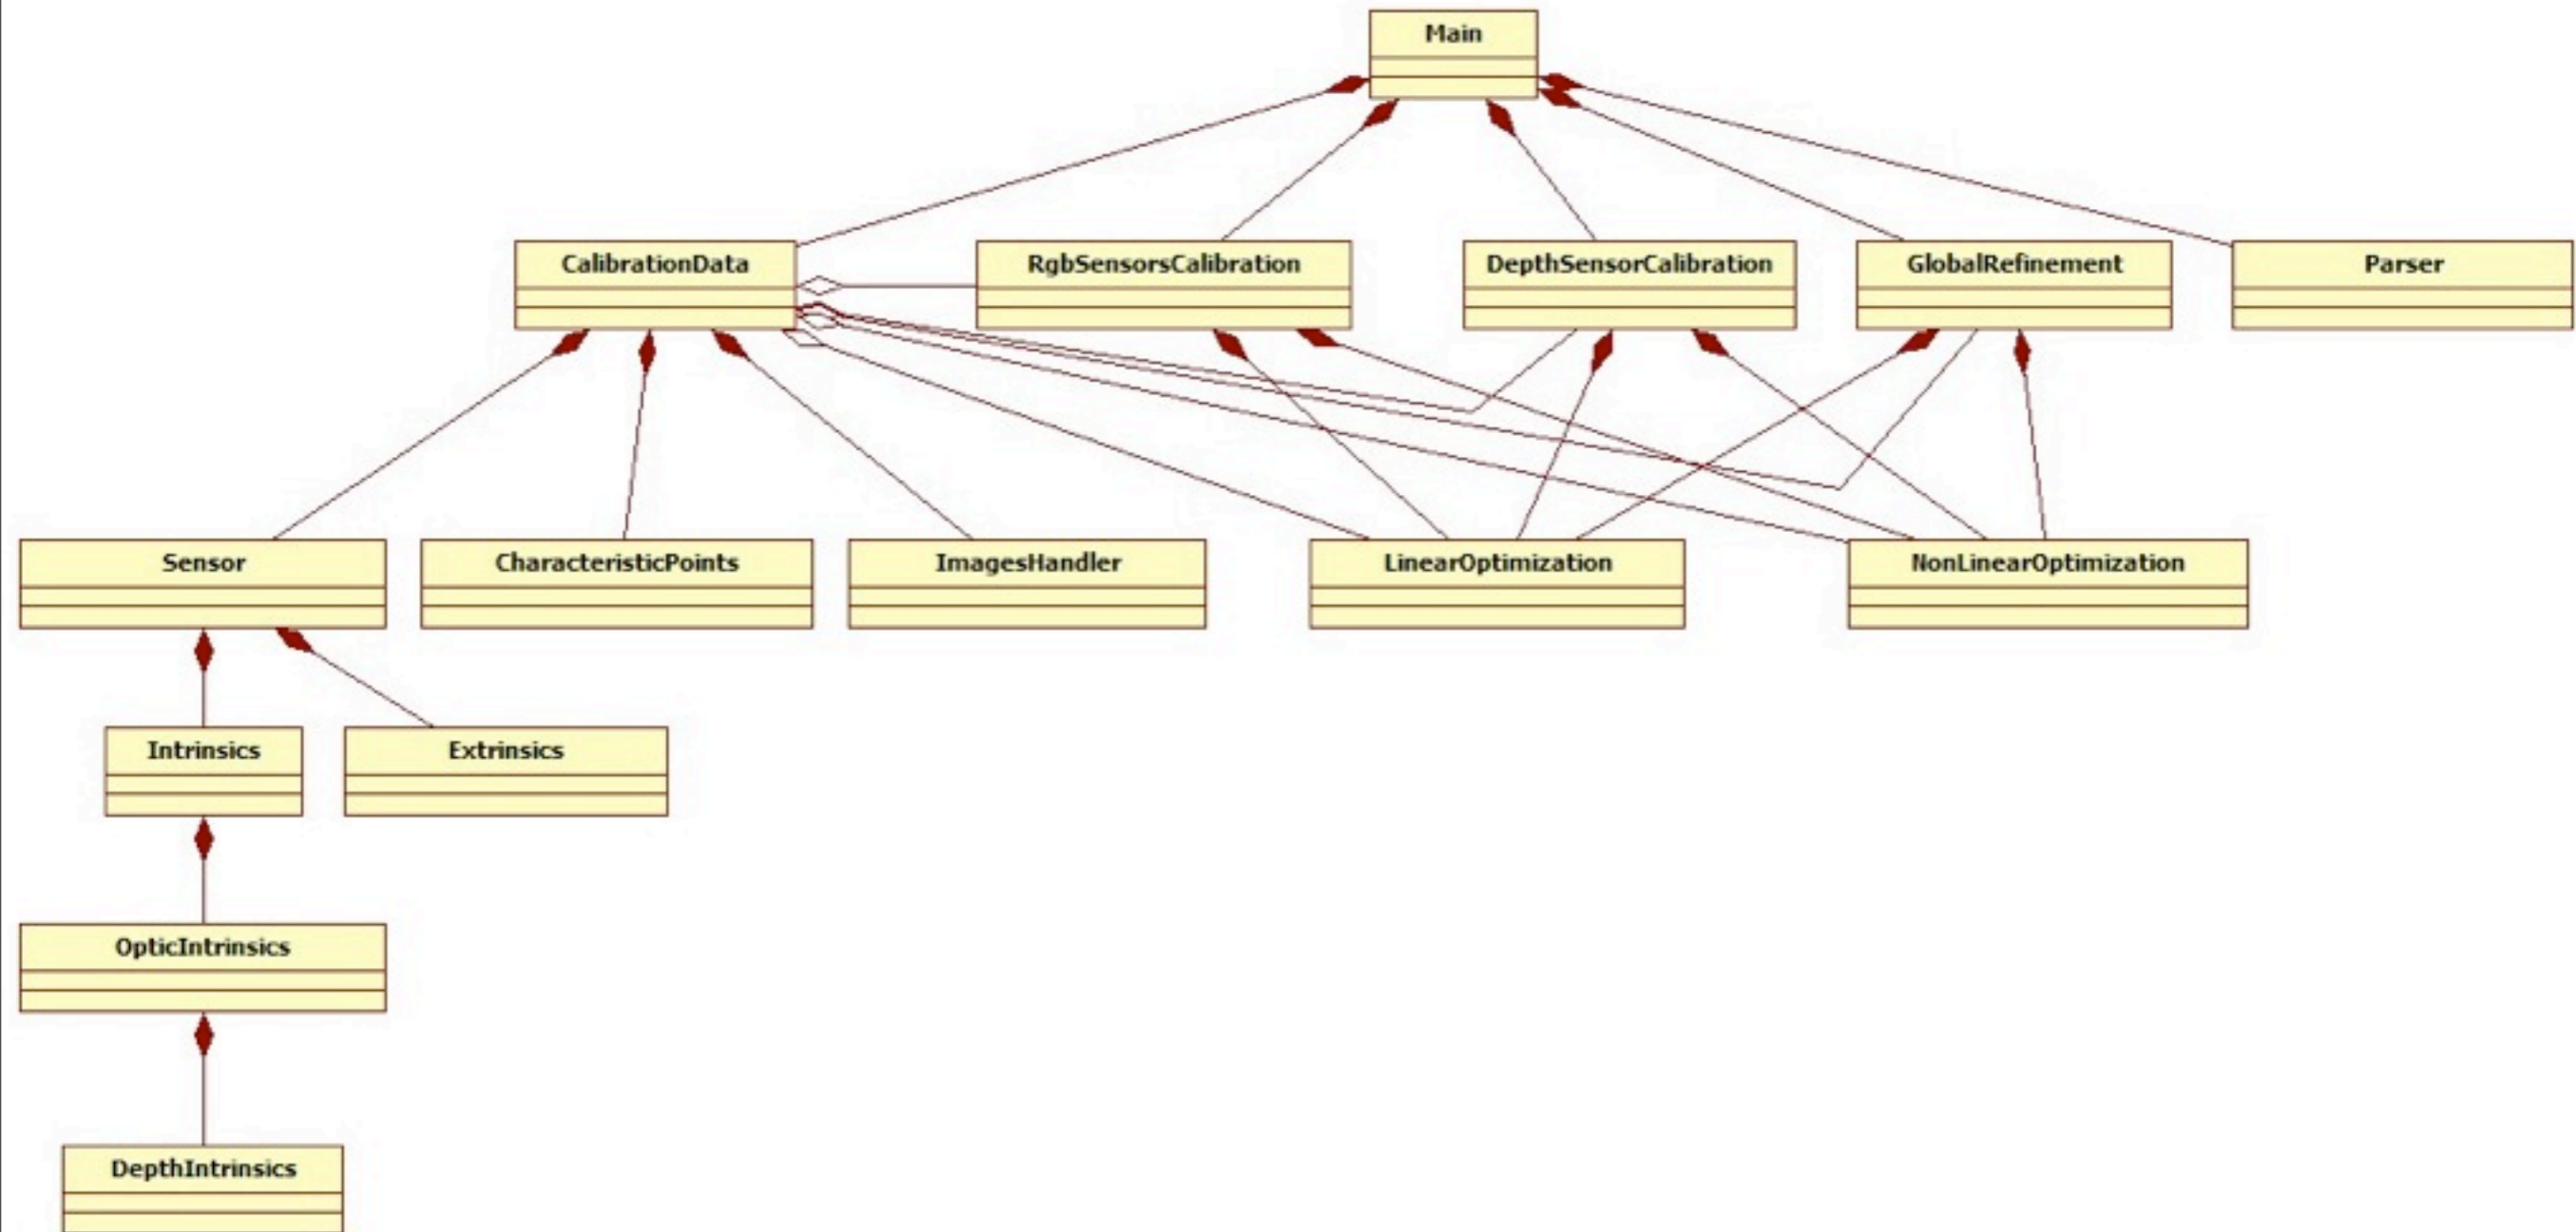 Main
CalibrationData
RgbSensorsCalibration
DepthSensorCalibration
GlobalRefinement
Parser
Sensor
CharacteristicPoints
ImagesHandler
LinearOptimization
NonLinearOptimization
Intrinsics
Extrinsics
OpticIntrinsics
DepthIntrinsics